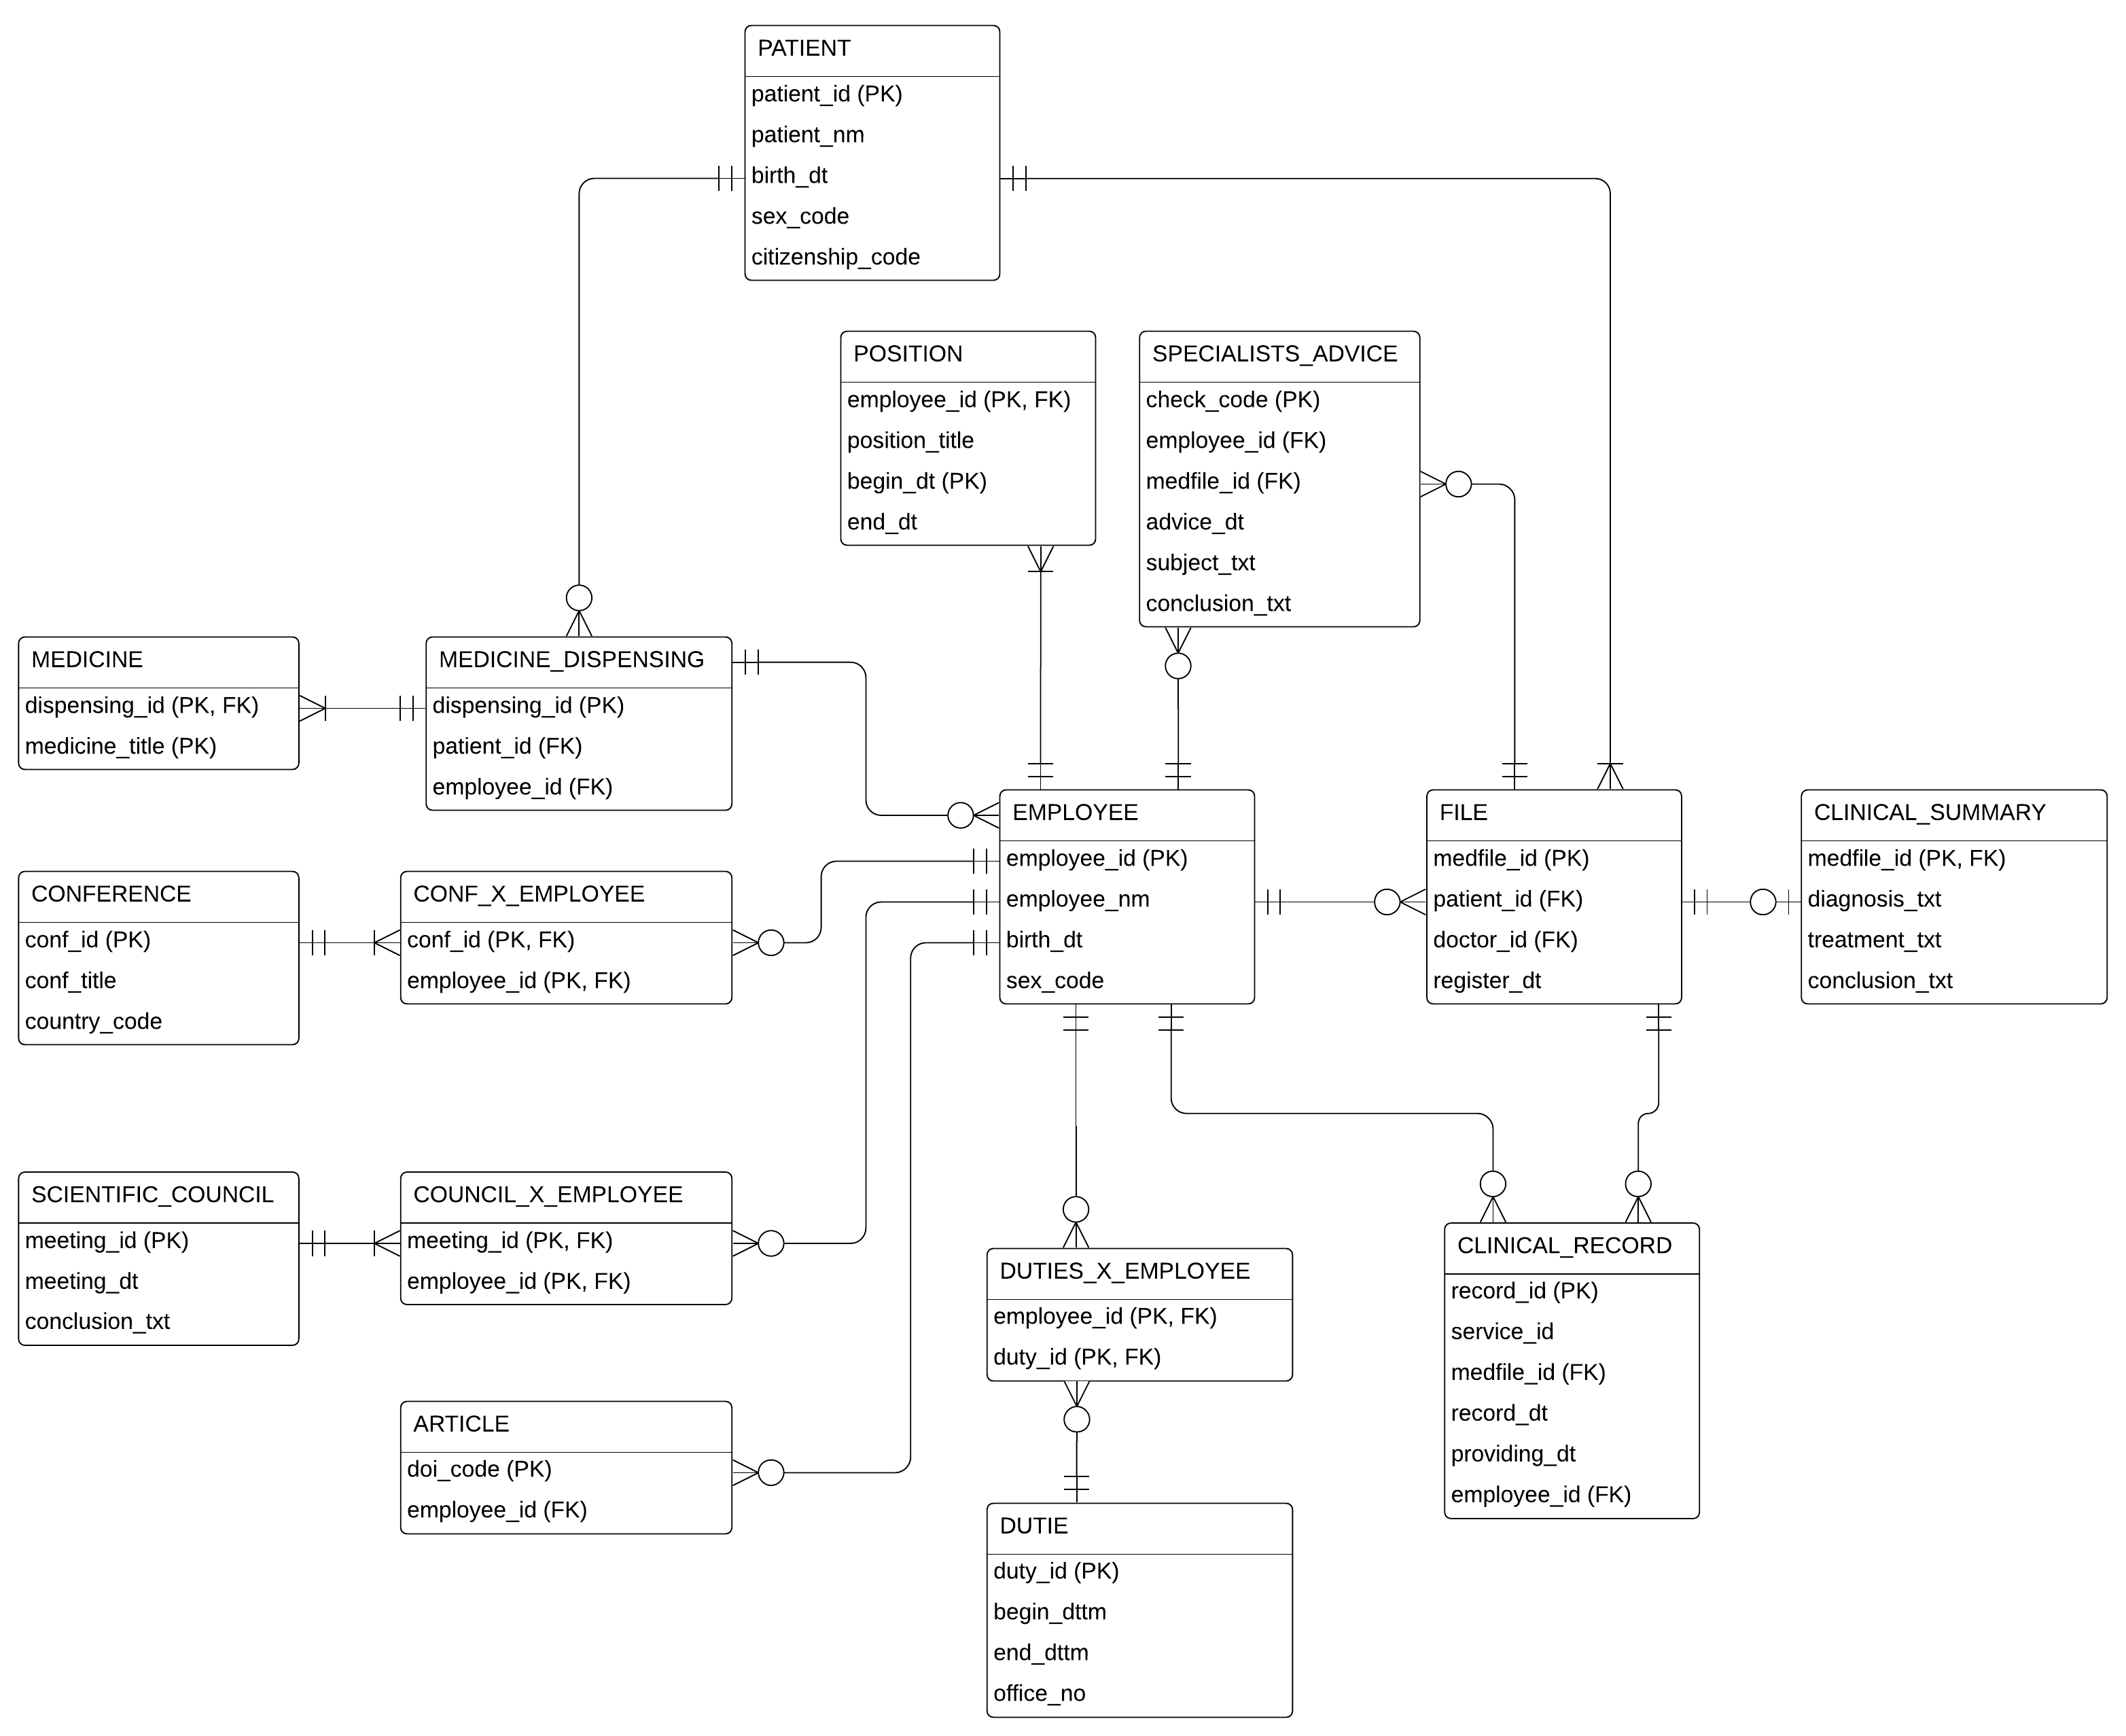 PATIENT
patient_id (PK)
patient_nm
birth_dt
sex_code
citizenship_code
POSITION
employee_id (PK, FK)
position_title
begin_dt (PK)
end_dt
SPECIALISTS_ADVICE
check_code (PK)
employee_id (FK)
medfile_id (FK)
advice_dt
subject_txt
conclusion_txt
MEDICINE
dispensing_id (PK, FK)
medicine_title (PK)
MEDICINE_DISPENSING
dispensing_id (PK)
patient_id (FK)
employee_id (FK)
EMPLOYEE
employee_id (PK)
employee_nm
birth_dt
sex_code
FILE
medfile_id (PK)
patient_id (FK)
doctor_id (FK)
register_dt
CLINICAL_SUMMARY
medfile_id (PK, FK)
diagnosis_txt
treatment_txt
conclusion_txt
CONFERENCE
conf_id (PK)
conf_title
country_code
CONF_X_EMPLOYEE
conf_id (PK, FK)
employee_id (PK, FK)
SCIENTIFIC_COUNCIL
meeting_id (PK)
meeting_dt
conclusion_txt
COUNCIL_X_EMPLOYEE
meeting_id (PK, FK)
employee_id (PK, FK)
DUTIES_X_EMPLOYEE
employee_id (PK, FK)
duty_id (PK, FK)
CLINICAL_RECORD
record_id (PK)
service_id
medfile_id (FK)
record_dt
providing_dt
employee_id (FK)
ARTICLE
doi_code (PK)
employee_id (FK)
DUTIE
duty_id (PK)
begin_dttm
end_dttm
office_no